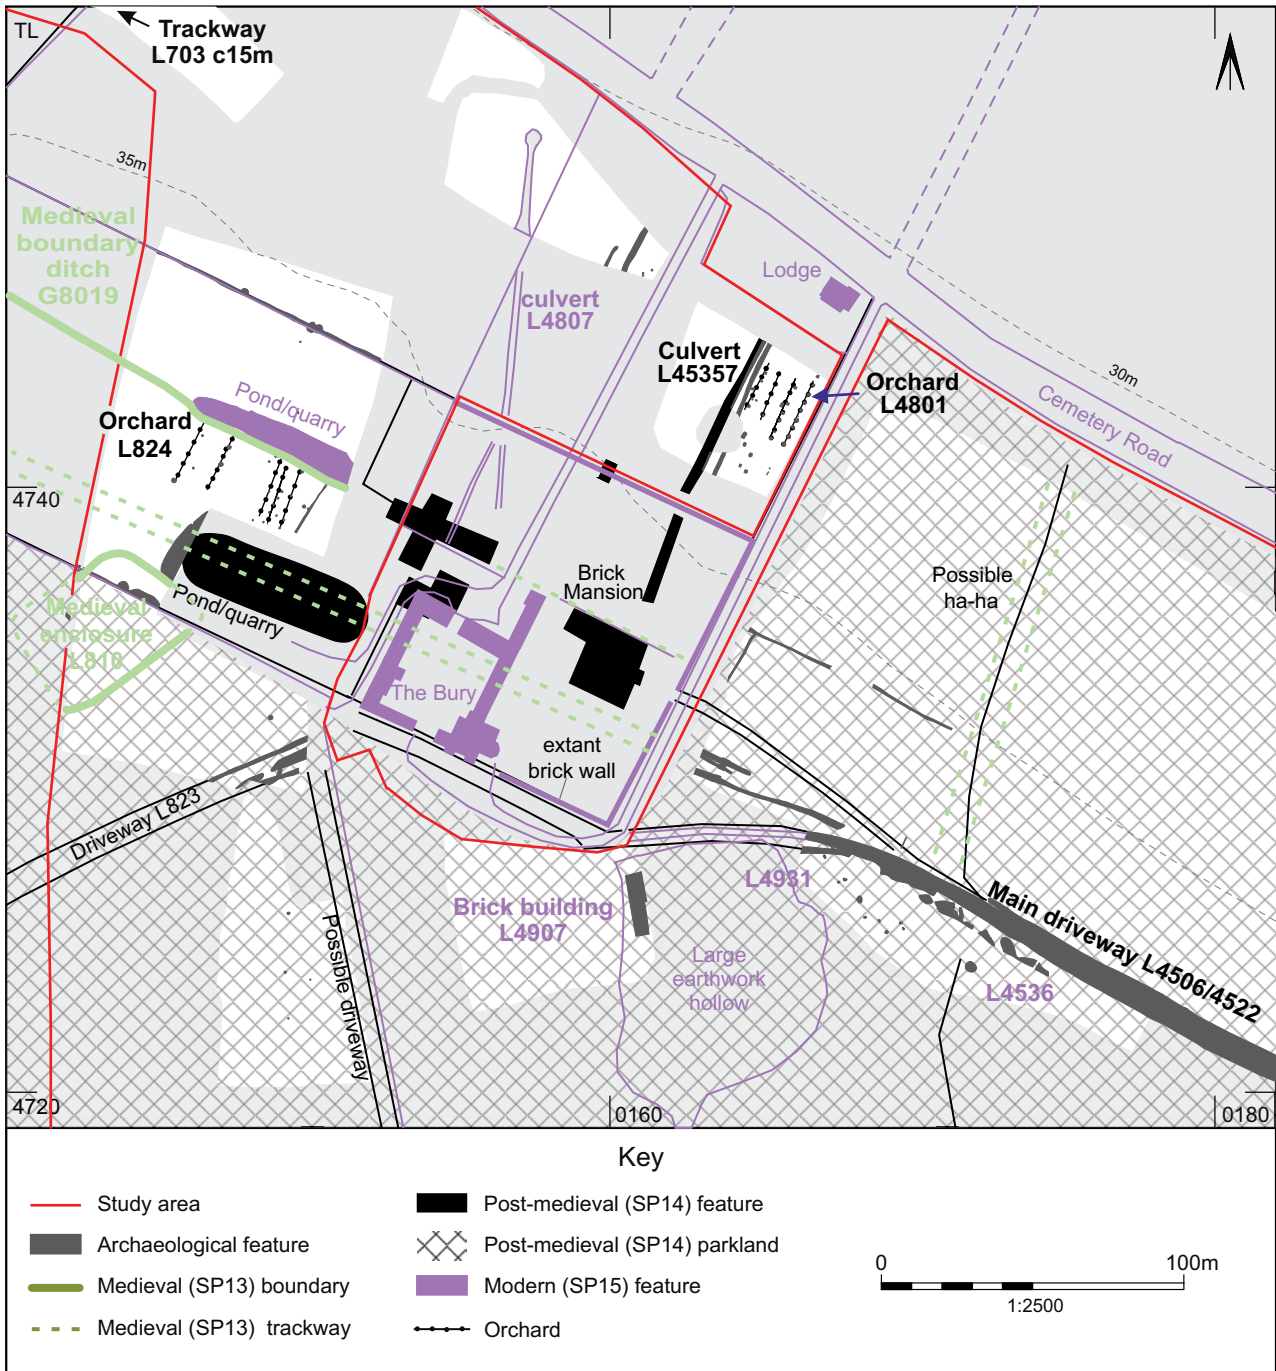 TL
Trackway
L703 c15m
35m
Medieval
boundary
ditch
G8019
culvert
L4807
Lodge
Culvert
L45357
Orchard
L4801
30m
Cemetery Road
Pond/quarry
Orchard
L824
4740
Brick
Mansion
Possible
ha-ha
Pond/quarry
Medieval
enclosure
L810
The Bury
extant
brick wall
Driveway L823
Possible driveway
Brick building
L4907
L4931
Large
earthwork
hollow
Main driveway L4506/4522
L4536
4720
0160
0180
Key
Study area
Archaeological feature
Medieval (SP13) boundary
Medieval (SP13) trackway
Post-medieval (SP14) feature
Post-medieval (SP14) parkland
Modern (SP15) feature
Orchard
0
100m
1:2500